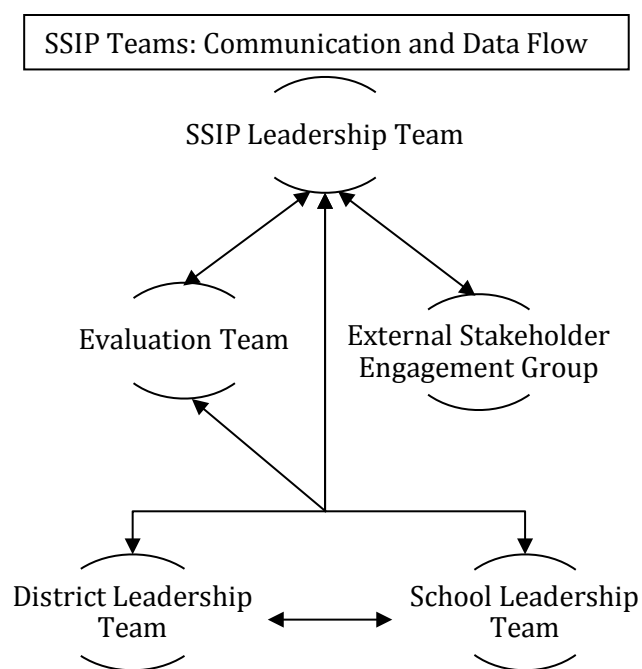 SSIP Teams: Communication and Data Flow
SSIP Leadership Team
Evaluation Team
External Stakeholder
Engagement Group
District Leadership
Team
School Leadership
Team